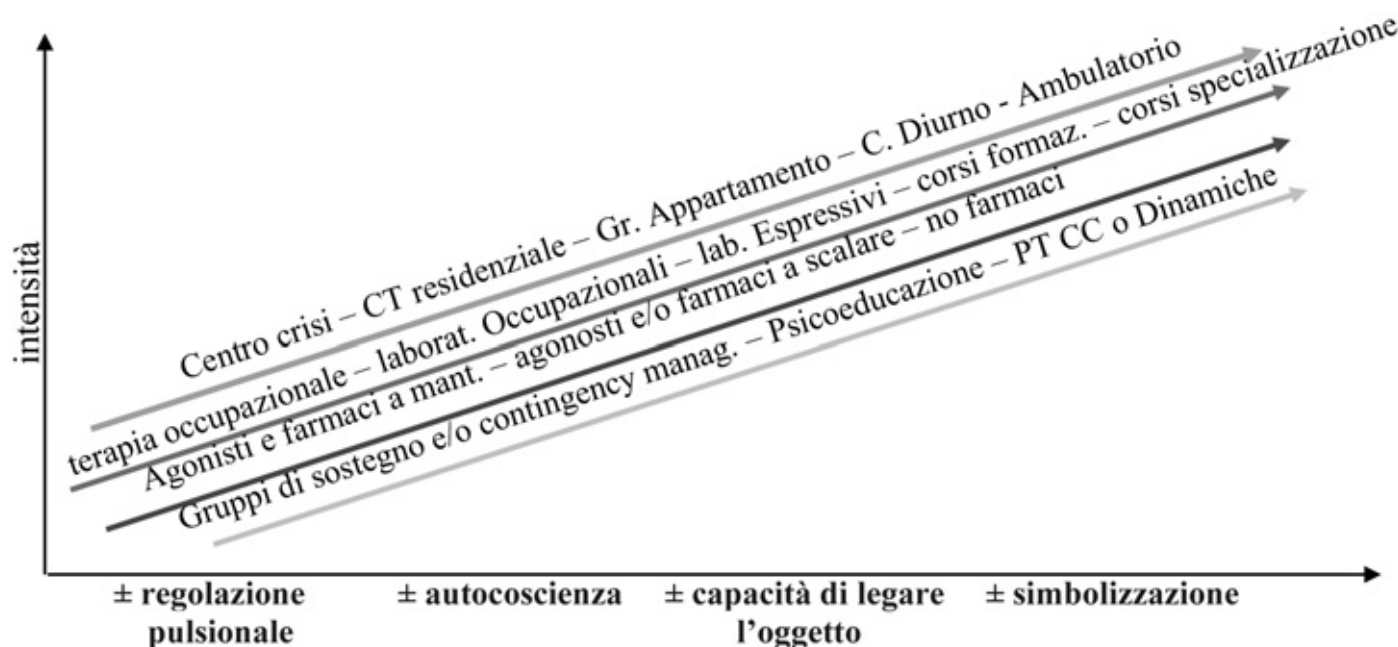 intensità
Centro crisi – CT residenziale – Gr. Appartamento – C. Diurno - Ambulatorio
terapia occupazionale – laborat. Occupazionali – lab. Espressivi – corsi formaz. – corsi specializzazione
Agonisti e farmaci a mant. – agonosti e/o farmaci a scalare – no farmaci
Gruppi di sostegno e/o contingency manag. – Psicoeducazione – PT CC o Dinamiche
± regolazione
pulsionale
± autocoscienza
± capacità di legare
l’oggetto
± simbolizzazione